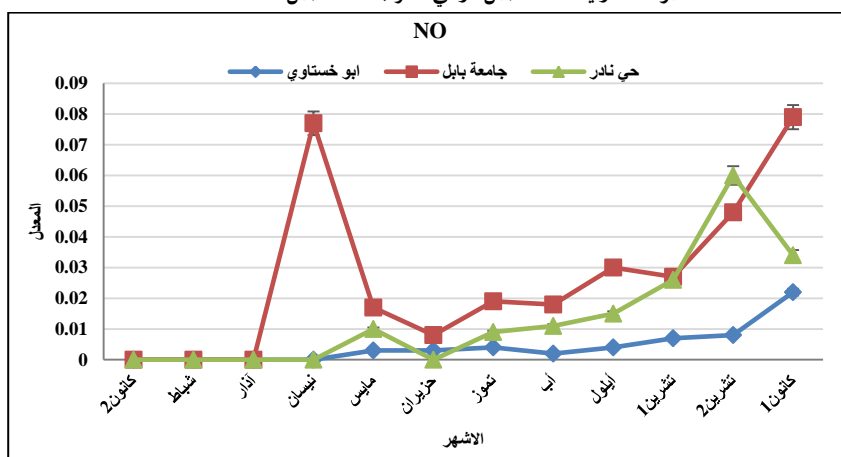 NO
ابو خستاوي
جامعة بابل
حي نادر
0.09
0.08
0.07
0.06
0.05
0.04
0.03
0.02
0.01
0
المعدل
كانون2
شباط
آذار
نيسان
مايس
حزيران
تموز
أب
أيلول
تشرين1
تشرين2
كانون1
الاشهر